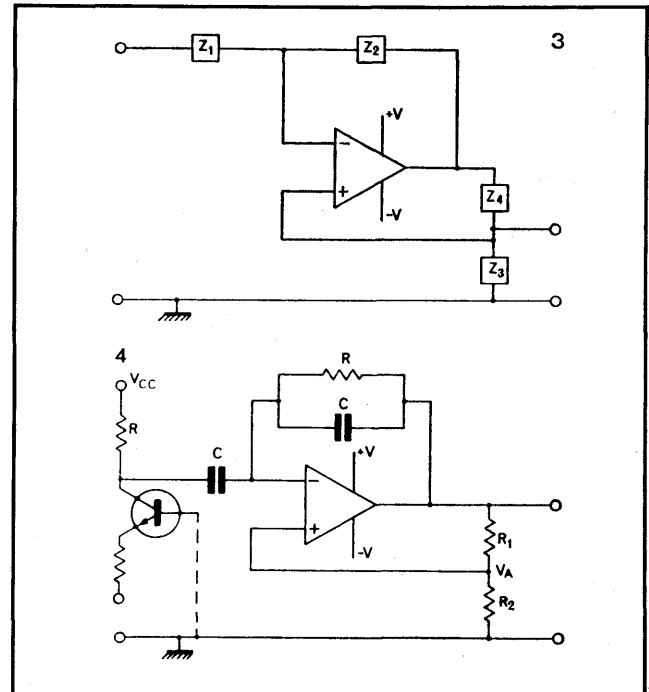 3
Z1
Z2
+V
−
+
-V
Z4
Z3
4
VCC
R
C
R
C
+V
−
+
-V
R1
VA
R2